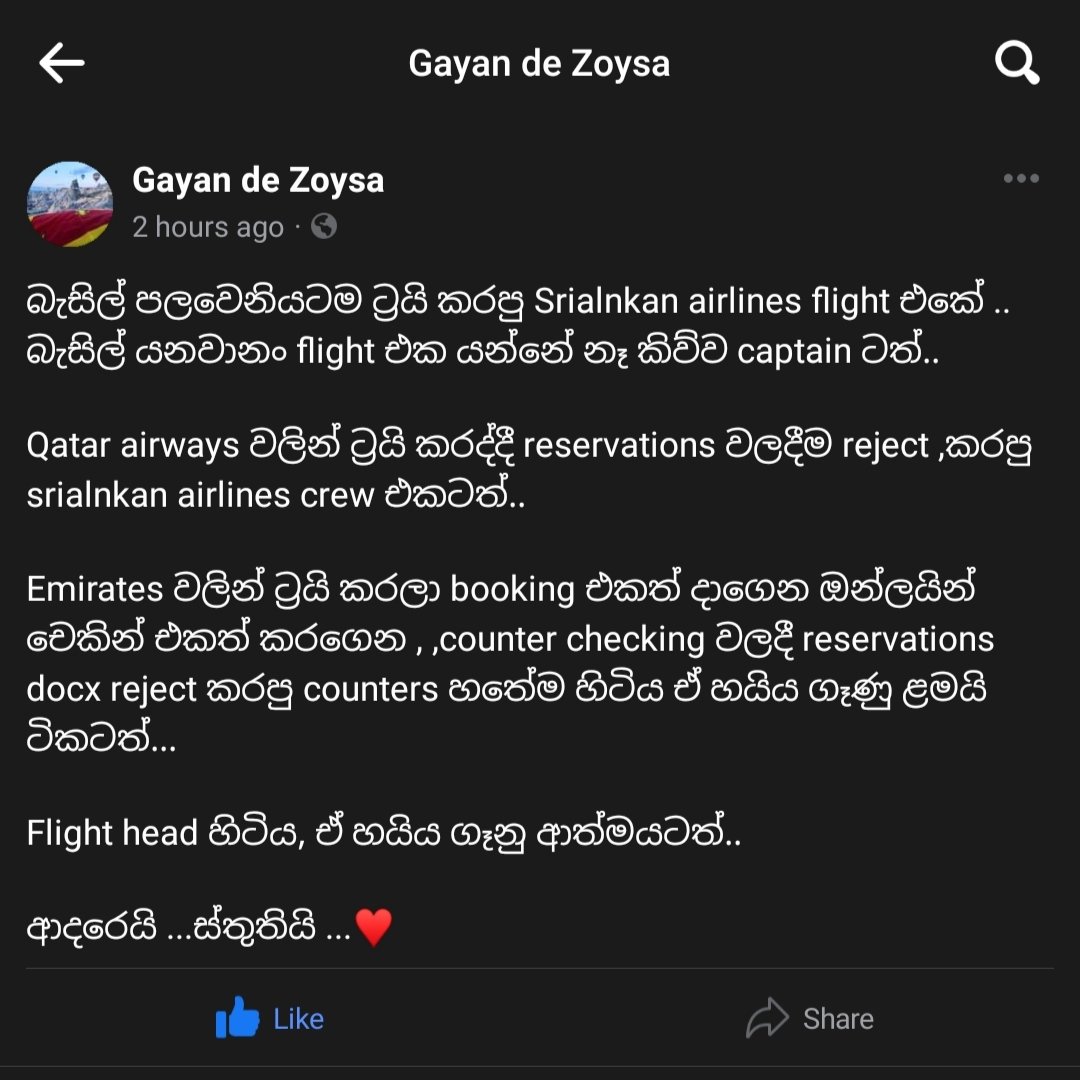 Gayan de Zoysa
Gayan de Zoysa
2 hours ago ·
බැසිල් පලවෙනියටම ට්‍රයි කරපු Srialnkan airlines flight එකේ ..
බැසිල් යනවානං flight එක යන්නේ නෑ කිව්ව captain ටත්..
Qatar airways වලින් ට්‍රයි කරද්දී reservations වලදීම reject ,කරපු
srialnkan airlines crew එකටත්..
Emirates වලින් ට්‍රයි කරලා booking එකත් දාගෙන ඔන්ලයින්
චෙකින් එකත් කරගෙන , ,counter checking වලදී reservations
docx reject කරපු counters හතේම හිටිය ඒ හයිය ගෑණු ළමයි
ටිකටත්...
Flight head හිටිය, ඒ හයිය ගෑනු ආත්මයටත්..
ආදරෙයි ...ස්තුතියි ...❤️
Like
Share